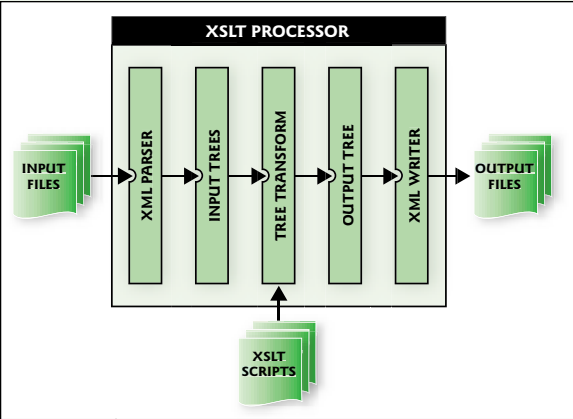 XSLT PROCESSOR
INPUT
FILES
XML PARSER
INPUT TREES
TREE TRANSFORM
OUTPUT TREE
XML WRITER
OUTPUT
FILES
XSLT
SCRIPTS